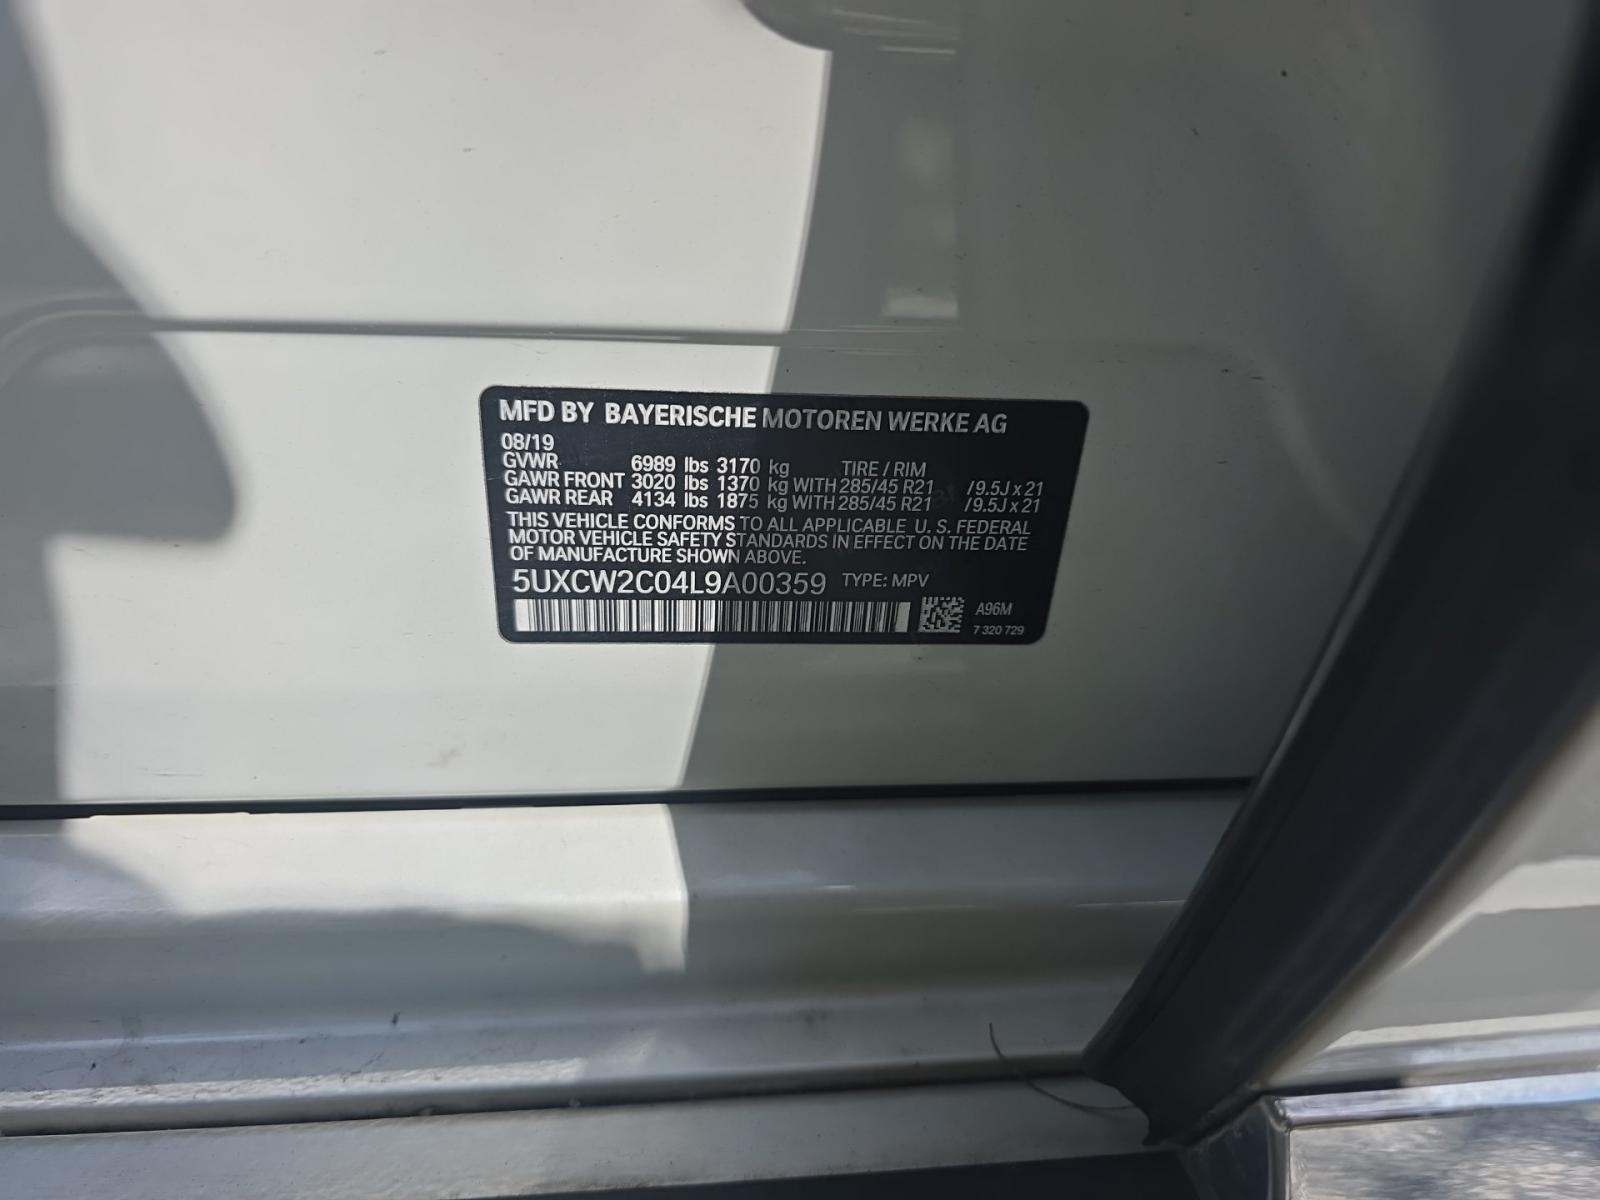 MFD BY BAYERISCHE MOTOREN WERKE AG
08/19
GVWR 6989 lbs 3170 kg TIRE / RIM
GAWR FRONT 3020 lbs 1370 kg WITH 285/45 R21 /9.5J x 21
GAWR REAR 4134 lbs 1875 kg WITH 285/45 R21 /9.5J x 21
THIS VEHICLE CONFORMS TO ALL APPLICABLE U. S. FEDERAL
MOTOR VEHICLE SAFETY STANDARDS IN EFFECT ON THE DATE
OF MANUFACTURE SHOWN ABOVE.
5UXCW2C04L9A00359 TYPE: MPV
A96M
7 320 729